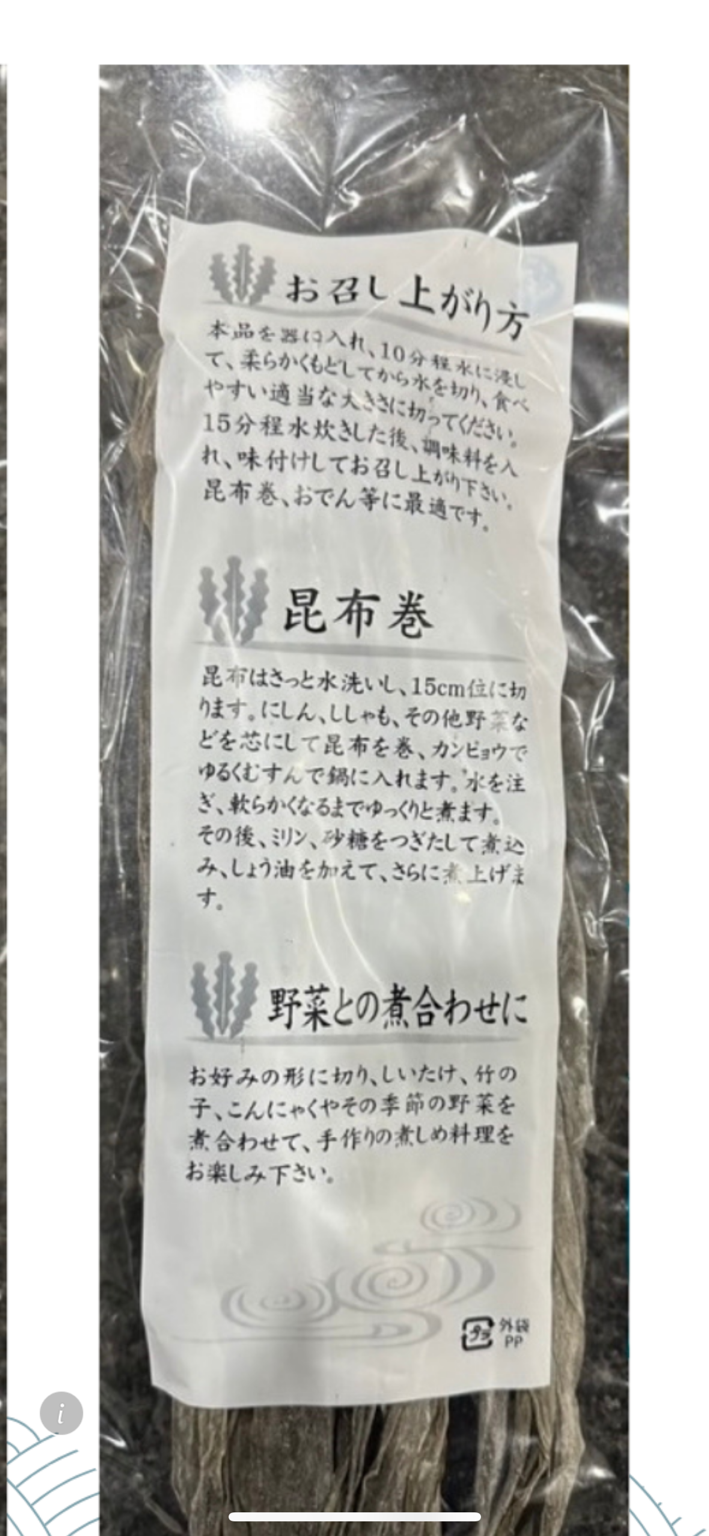 お召し上がり方
本品を器に入れ、10分程水に浸し
て、柔らかくもどしてから水を切り、食べ
やすい適当な大きさに切ってください。
15分程水炊きした後、調味料を入
れ、味付けしてお召し上がり下さい。
昆布巻、おでん等に最適です。
昆布巻
昆布はさっと水洗いし、15cm位に切
ります。にしん、ししゃも、その他野菜な
どを芯にして昆布を巻、カンピョウで
ゆるくむすんで鍋に入れます。水を注
ぎ、軟らかくなるまでゆっくりと煮ます。
その後、ミリン、砂糖をつぎたして煮込
み、しょう油を加えて、さらに煮上げま
す。
野菜との煮合わせに
お好みの形に切り、しいたけ、竹の
子、こんにゃくやその季節の野菜を
煮合わせて、手作りの煮しめ料理を
お楽しみ下さい。
プラ
外袋
PP
i